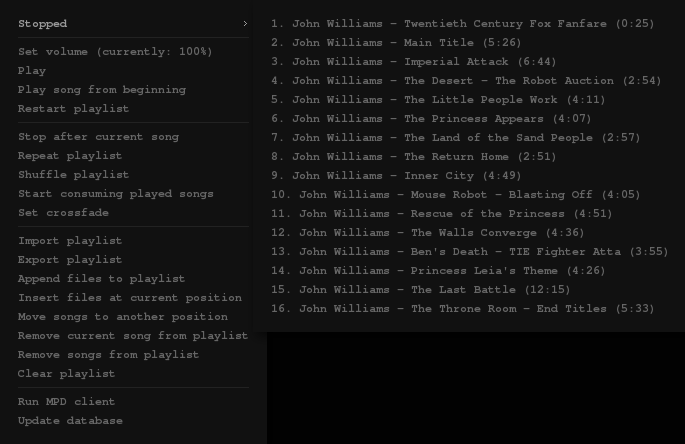 Stopped ›
Set volume (currently: 100%)
Play
Play song from beginning
Restart playlist
Stop after current song
Repeat playlist
Shuffle playlist
Start consuming played songs
Set crossfade
Import playlist
Export playlist
Append files to playlist
Insert files at current position
Move songs to another position
Remove current song from playlist
Remove songs from playlist
Clear playlist
Run MPD client
Update database
1. John Williams – Twentieth Century Fox Fanfare (0:25)
2. John Williams – Main Title (5:26)
3. John Williams – Imperial Attack (6:44)
4. John Williams – The Desert – The Robot Auction (2:54)
5. John Williams – The Little People Work (4:11)
6. John Williams – The Princess Appears (4:07)
7. John Williams – The Land of the Sand People (2:57)
8. John Williams – The Return Home (2:51)
9. John Williams – Inner City (4:49)
10. John Williams – Mouse Robot – Blasting Off (4:05)
11. John Williams – Rescue of the Princess (4:51)
12. John Williams – The Walls Converge (4:36)
13. John Williams – Ben's Death – TIE Fighter Atta (3:55)
14. John Williams – Princess Leia's Theme (4:26)
15. John Williams – The Last Battle (12:15)
16. John Williams – The Throne Room – End Titles (5:33)